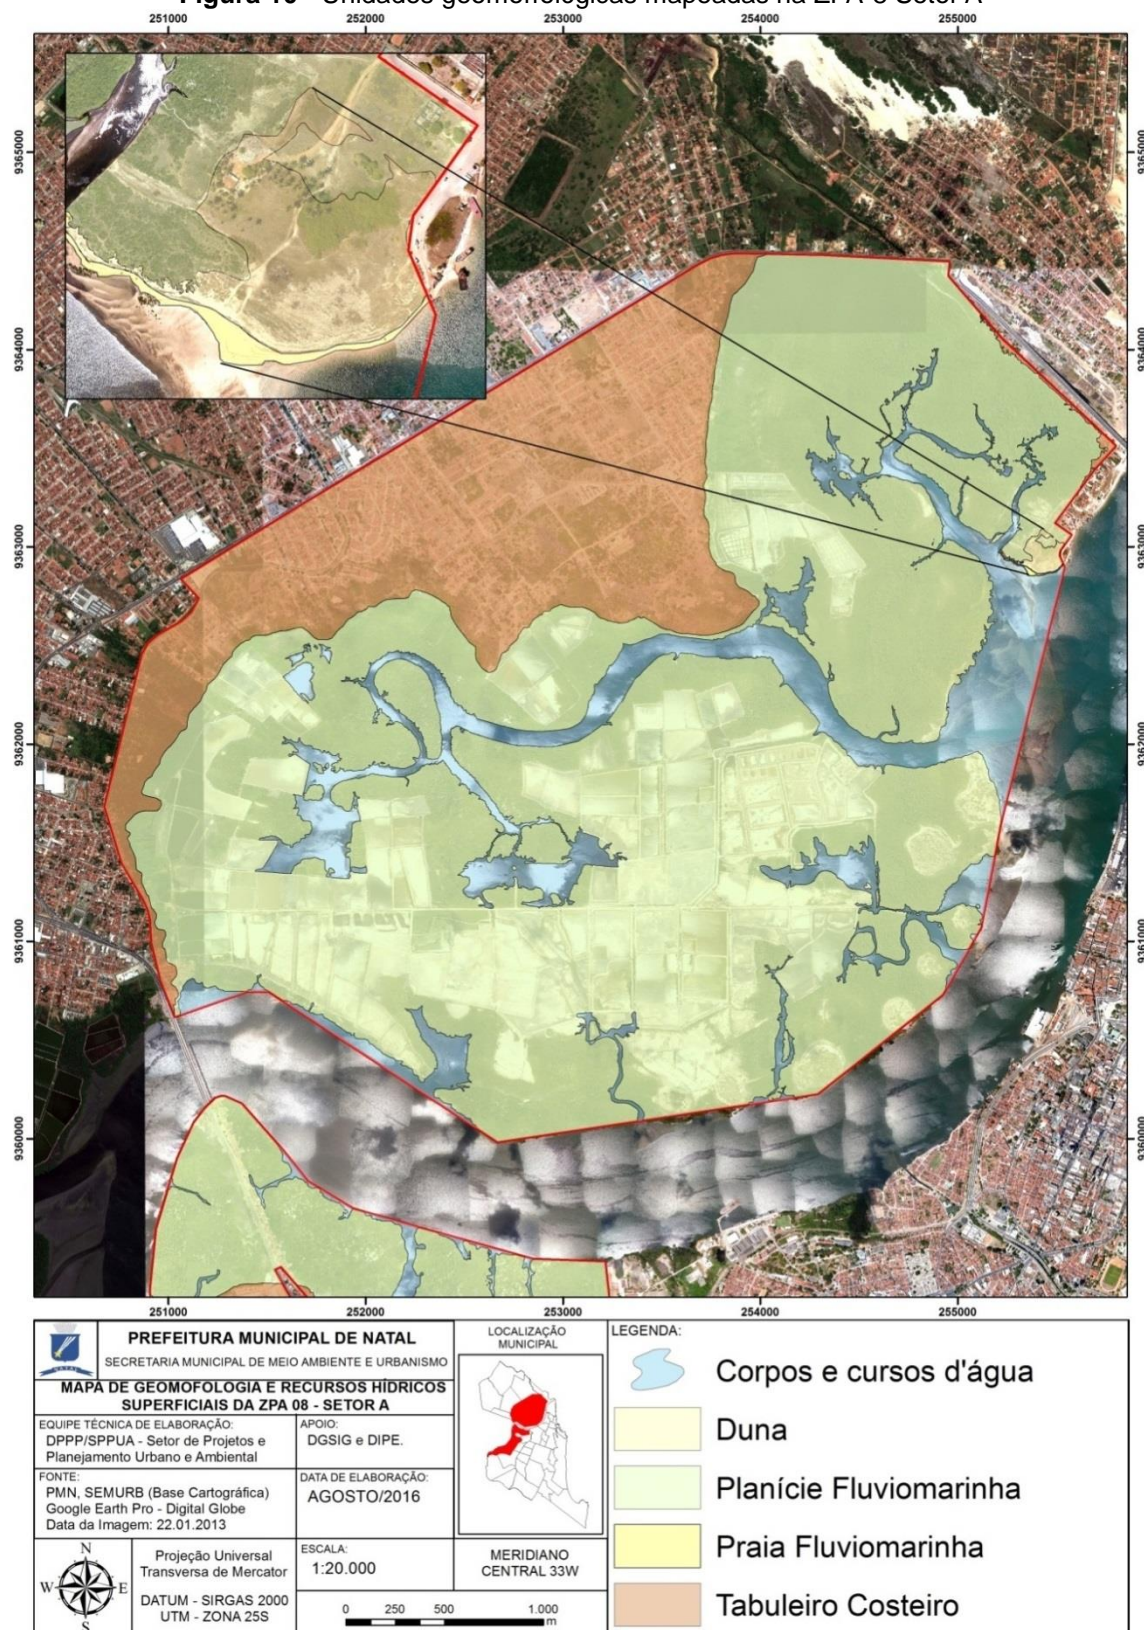 Figura 10 - Unidades geomorfológicas mapeadas na ZPA-8 Setor A
251000 252000 253000 254000 255000
9365000 9365000
9364000 9364000
9363000 9363000
9362000 9362000
9361000 9361000
9360000 9360000
251000 252000 253000 254000 255000
PREFEITURA MUNICIPAL DE NATAL
SECRETARIA MUNICIPAL DE MEIO AMBIENTE E URBANISMO
MAPA DE GEOMOFOLOGIA E RECURSOS HÍDRICOS
SUPERFICIAIS DA ZPA 08 - SETOR A
EQUIPE TÉCNICA DE ELABORAÇÃO:
DPPP/SPPUA - Setor de Projetos e
Planejamento Urbano e Ambiental
APOIO:
DGSIG e DIPE.
FONTE:
PMN, SEMURB (Base Cartográfica)
Google Earth Pro - Digital Globe
Data da Imagem: 22.01.2013
DATA DE ELABORAÇÃO:
AGOSTO/2016
N
W E
S
Projeção Universal
Transversa de Mercator
DATUM - SIRGAS 2000
UTM - ZONA 25S
ESCALA:
1:20.000
0 250 500 1.000
m
LOCALIZAÇÃO
MUNICIPAL
MERIDIANO
CENTRAL 33W
LEGENDA:
Corpos e cursos d'água
Duna
Planície Fluviomarinha
Praia Fluviomarinha
Tabuleiro Costeiro